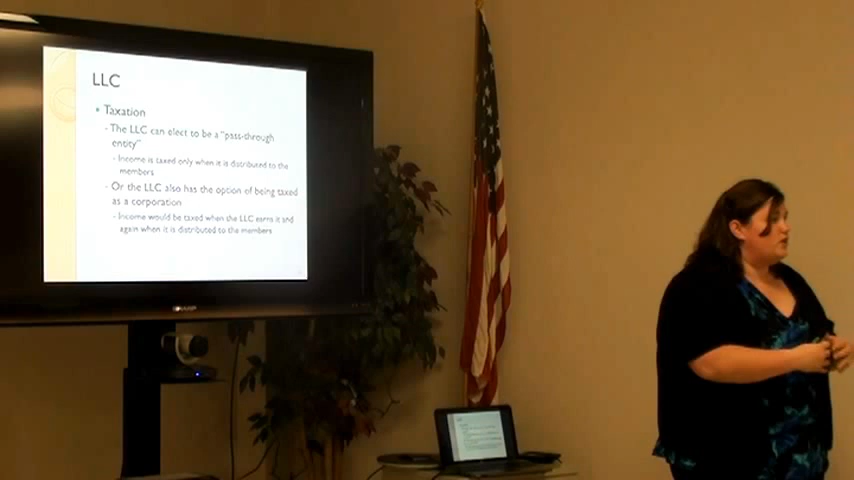 LLC
• Taxation
- The LLC can elect to be a "pass-through
entity"
- Income is taxed only when it is distributed to the
members
- Or the LLC also has the option of being taxed
as a corporation
- Income would be taxed when the LLC earns it and
again when it is distributed to the members
SHARP